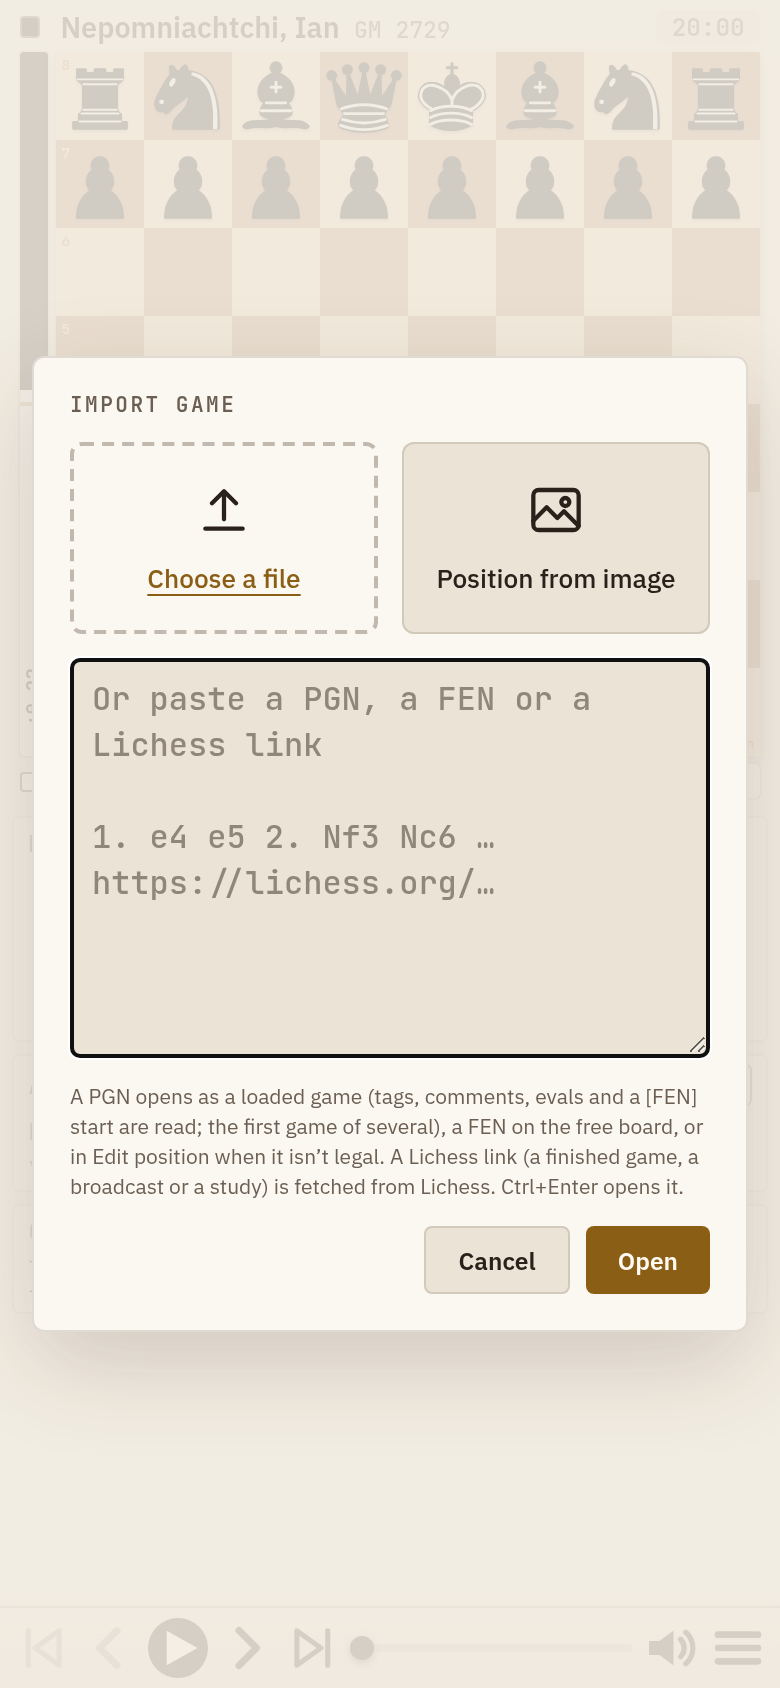 Nepomniachtchi, Ian GM 2729 20:00
8
7
6
5
IMPORT GAME
Choose a file
Position from image
Or paste a PGN, a FEN or a
Lichess link
1. e4 e5 2. Nf3 Nc6 …
https://lichess.org/…
A PGN opens as a loaded game (tags, comments, evals and a [FEN]
start are read; the first game of several), a FEN on the free board, or
in Edit position when it isn’t legal. A Lichess link (a finished game, a
broadcast or a study) is fetched from Lichess. Ctrl+Enter opens it.
Cancel
Open